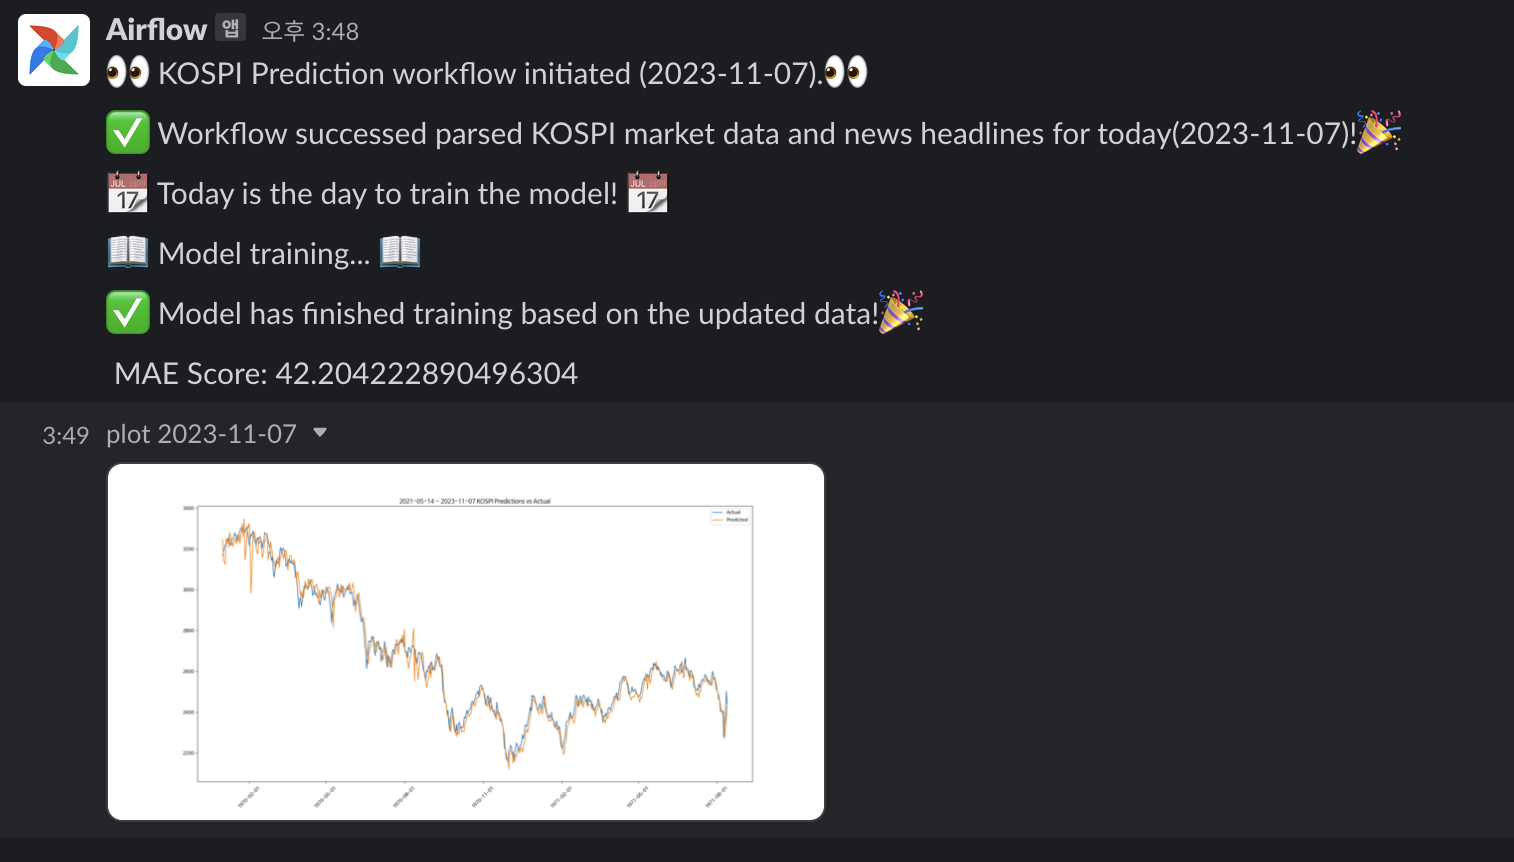 Airflow 앱 오후 3:48
KOSPI Prediction workflow initiated (2023-11-07).
Workflow successed parsed KOSPI market data and news headlines for today(2023-11-07)!
JUL 17 Today is the day to train the model! JUL 17
Model training...
Model has finished training based on the updated data!
MAE Score: 42.204222890496304
3:49 plot 2023-11-07
2021-05-14 ~ 2023-11-07 KOSPI Predictions vs Actual
Actual
Predicted
3400
3200
3000
2800
2600
2400
2200
1970-02-01 1970-05-01 1970-08-01 1970-11-01 1971-02-01 1971-05-01 1971-08-01